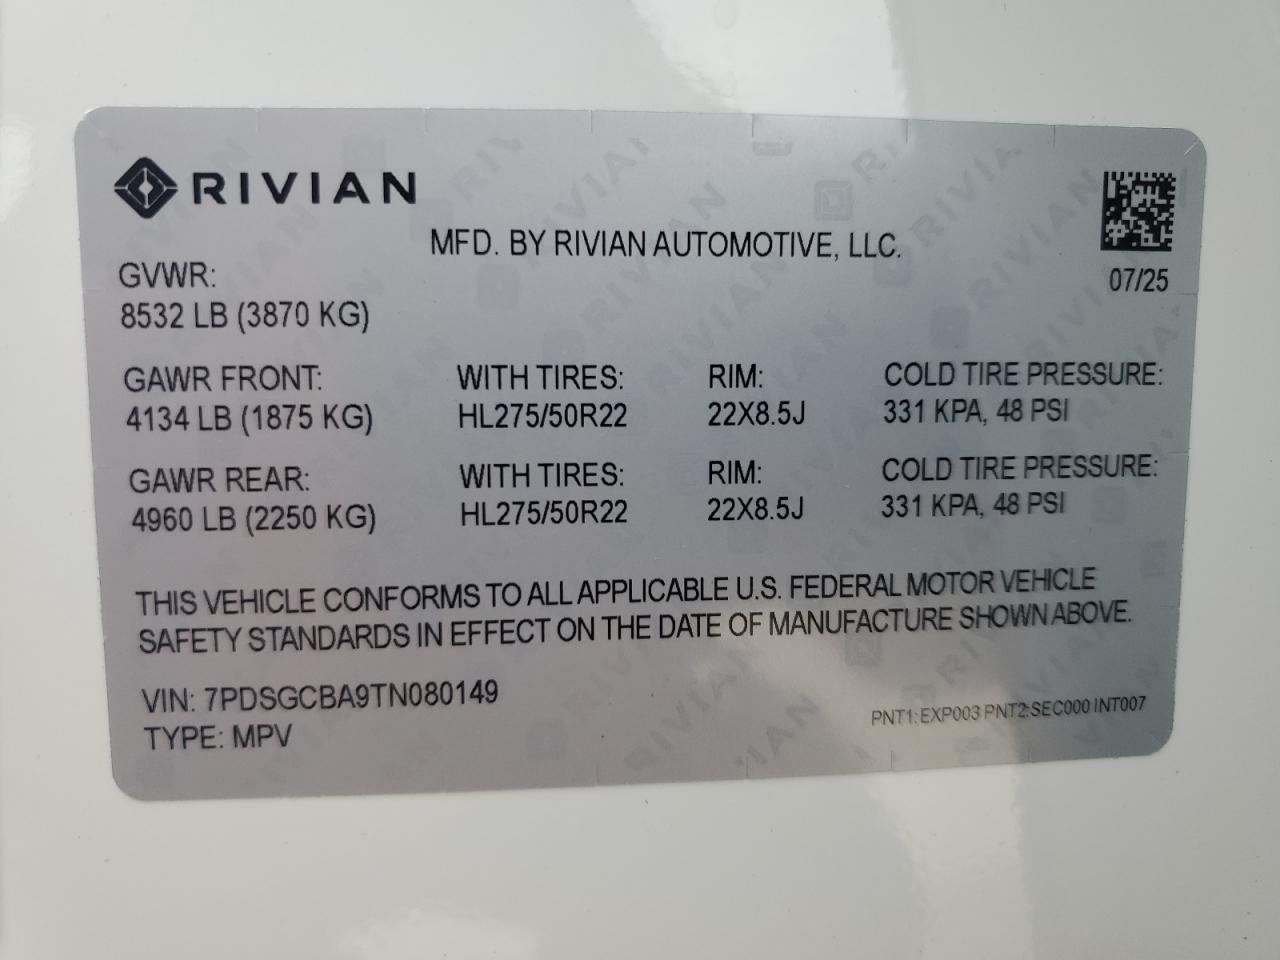 RIVIAN
MFD. BY RIVIAN AUTOMOTIVE, LLC.
07/25
GVWR:
8532 LB (3870 KG)
GAWR FRONT: WITH TIRES: RIM: COLD TIRE PRESSURE:
4134 LB (1875 KG) HL275/50R22 22X8.5J 331 KPA, 48 PSI
GAWR REAR: WITH TIRES: RIM: COLD TIRE PRESSURE:
4960 LB (2250 KG) HL275/50R22 22X8.5J 331 KPA, 48 PSI
THIS VEHICLE CONFORMS TO ALL APPLICABLE U.S. FEDERAL MOTOR VEHICLE
SAFETY STANDARDS IN EFFECT ON THE DATE OF MANUFACTURE SHOWN ABOVE.
VIN: 7PDSGCBA9TN080149
TYPE: MPV
PNT1: EXP003 PNT2: SEC000 INT007